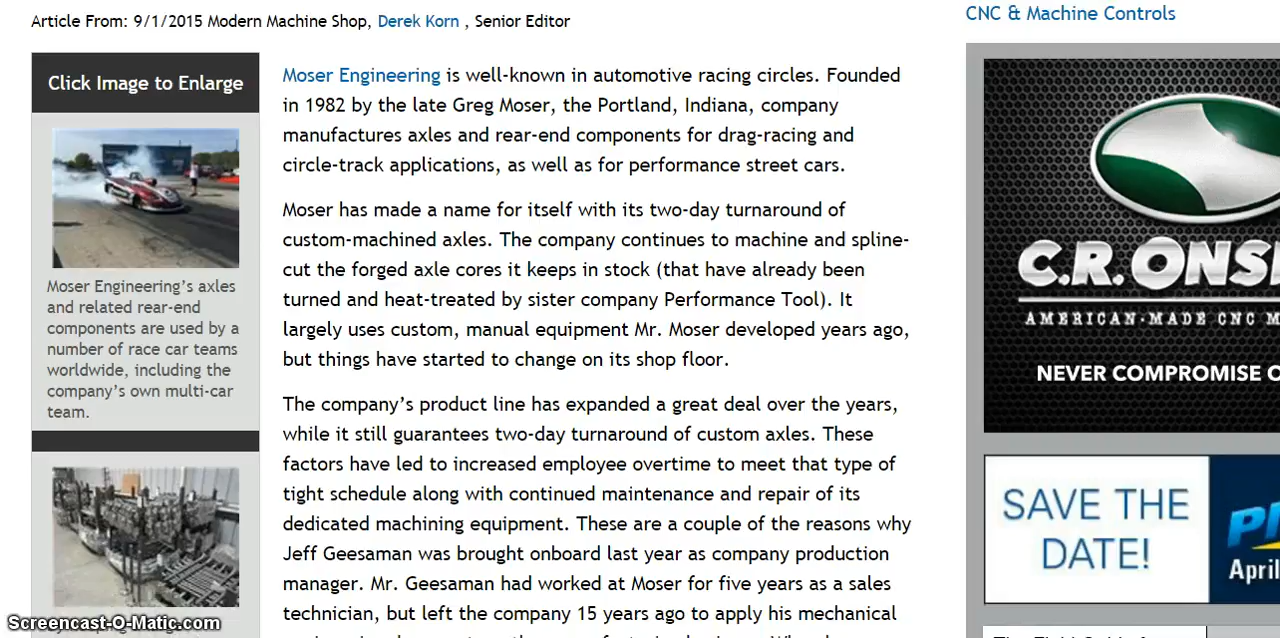 Article From: 9/1/2015 Modern Machine Shop, Derek Korn , Senior Editor
CNC & Machine Controls
Click Image to Enlarge
Moser Engineering's axles
and related rear-end
components are used by a
number of race car teams
worldwide, including the
company's own multi-car
team.
Moser Engineering is well-known in automotive racing circles. Founded
in 1982 by the late Greg Moser, the Portland, Indiana, company
manufactures axles and rear-end components for drag-racing and
circle-track applications, as well as for performance street cars.
Moser has made a name for itself with its two-day turnaround of
custom-machined axles. The company continues to machine and spline-
cut the forged axle cores it keeps in stock (that have already been
turned and heat-treated by sister company Performance Tool). It
largely uses custom, manual equipment Mr. Moser developed years ago,
but things have started to change on its shop floor.
The company's product line has expanded a great deal over the years,
while it still guarantees two-day turnaround of custom axles. These
factors have led to increased employee overtime to meet that type of
tight schedule along with continued maintenance and repair of its
dedicated machining equipment. These are a couple of the reasons why
Jeff Geesaman was brought onboard last year as company production
manager. Mr. Geesaman had worked at Moser for five years as a sales
technician, but left the company 15 years ago to apply his mechanical
C.R. ONS
AMERICAN-MADE CNC
NEVER COMPROMISE
SAVE THE
DATE!
April
Screencast-O-Matic.com